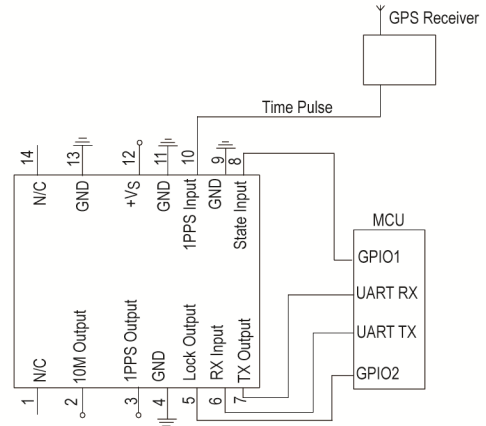 GPS Receiver
Time Pulse
14
13
12
11
10
9
8
N/C
GND
+VS
GND
1PPS Input
GND
State Input
MCU
GPIO1
UART RX
UART TX
GPIO2
N/C
10M Output
1PPS Output
GND
Lock Output
RX Input
TX Output
1
2
3
4
5
6
7